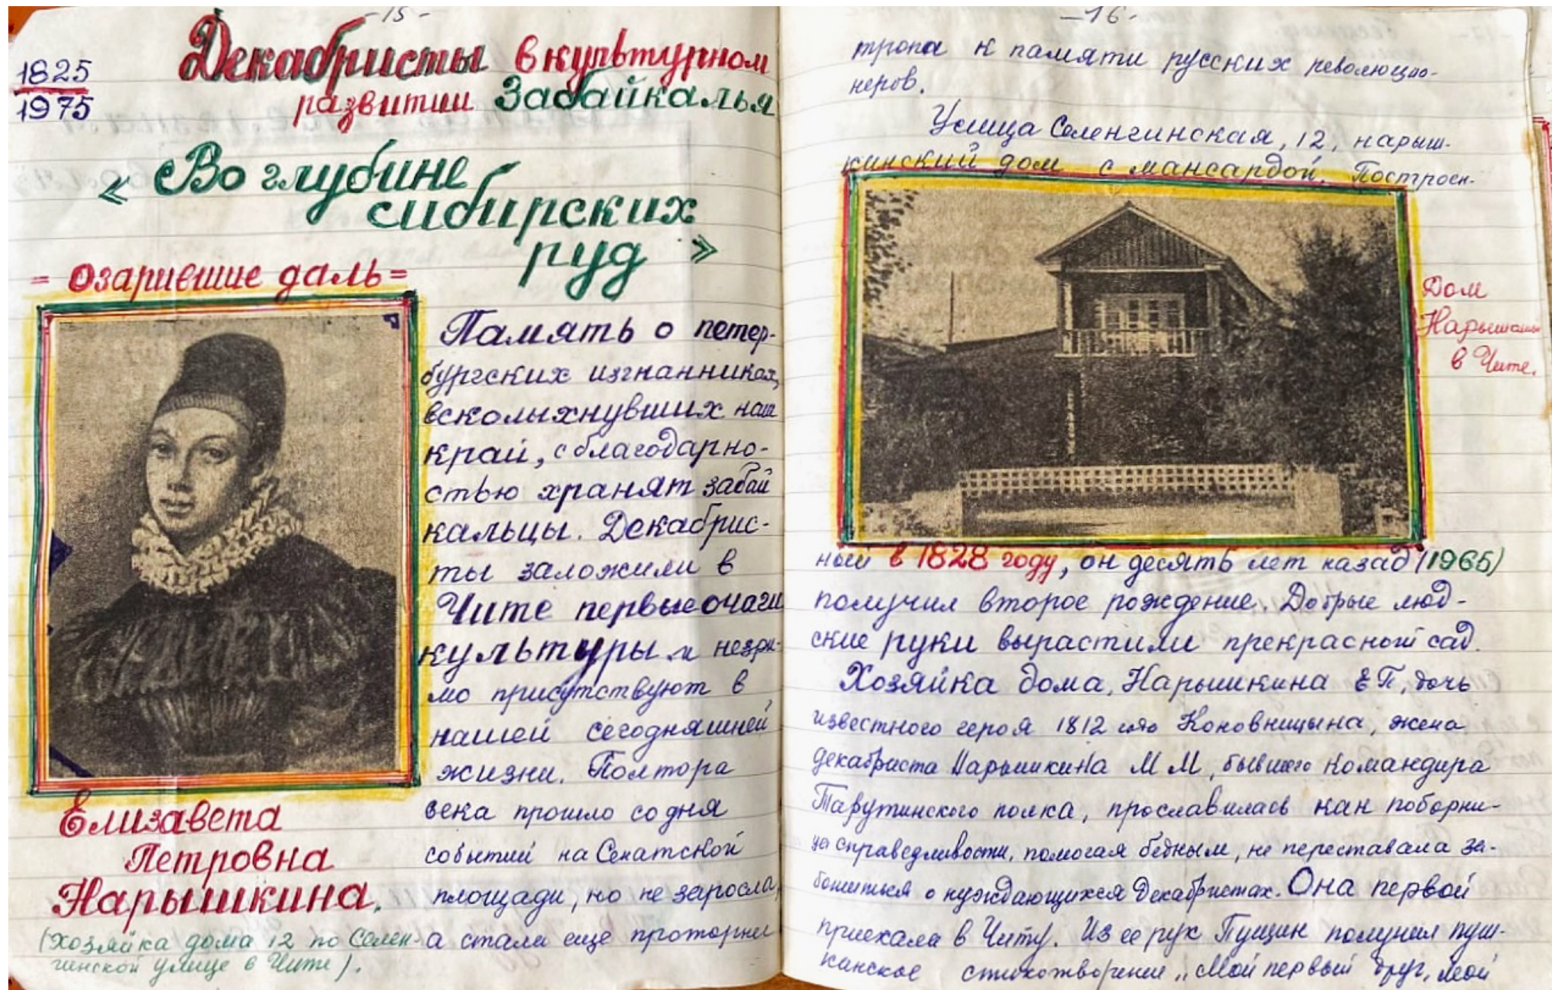 -15-
1825
1975
Декабристы в культурном
развитии Забайкалья
«Во глубине
сибирских
руд»
= Озарившие даль =
Память о петер-
бургских изгнанниках,
всколыхнувших наш
край, с благодарно-
стью хранят забай
кальцы. Декабрис-
ты заложили в
Чите первые очаги
культуры и незри-
мо присутствуют в
нашей сегодняшней
жизни. Полтора
века прошло со дня
событий на Сенатской
площади, но не заросла,
а стала еще проторней
Елизавета
Петровна
Нарышкина.
(Хозяйка дома 12 по Селен-
гинской улице в Чите).
-16-
тропа к памяти русских революцио-
неров.
Улица Селенгинская, 12, нарыш-
кинский дом с мансардой. Построен-
Дом
Нарышкиных
в Чите.
ный в 1828 году, он десять лет назад (1965)
получил второе рождение. Добрые люд-
ские руки вырастили прекрасный сад.
Хозяйка дома, Нарышкина Е П, дочь
известного героя 1812 Коновницына, жена
декабриста Нарышкина М М, бывшего командира
Тарутинского полка, прославилась как поборни-
ца справедливости, помогая бедным, не переставала за-
ботиться о нуждающихся декабристах. Она первой
приехала в Читу. Из ее рук Пущин получил пуш-
кинское стихотворение „Мой первый друг, мой